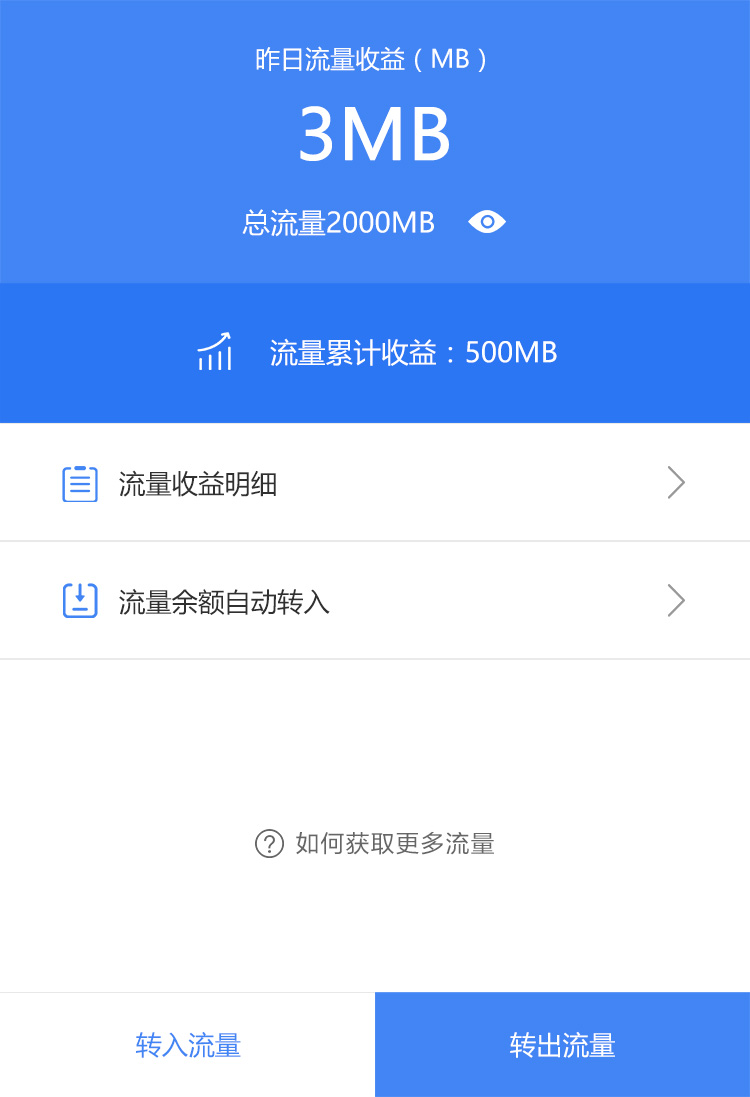 昨日流量收益（MB）
3MB
总流量2000MB
流量累计收益：500MB
流量收益明细
流量余额自动转入
? 如何获取更多流量
转入流量
转出流量